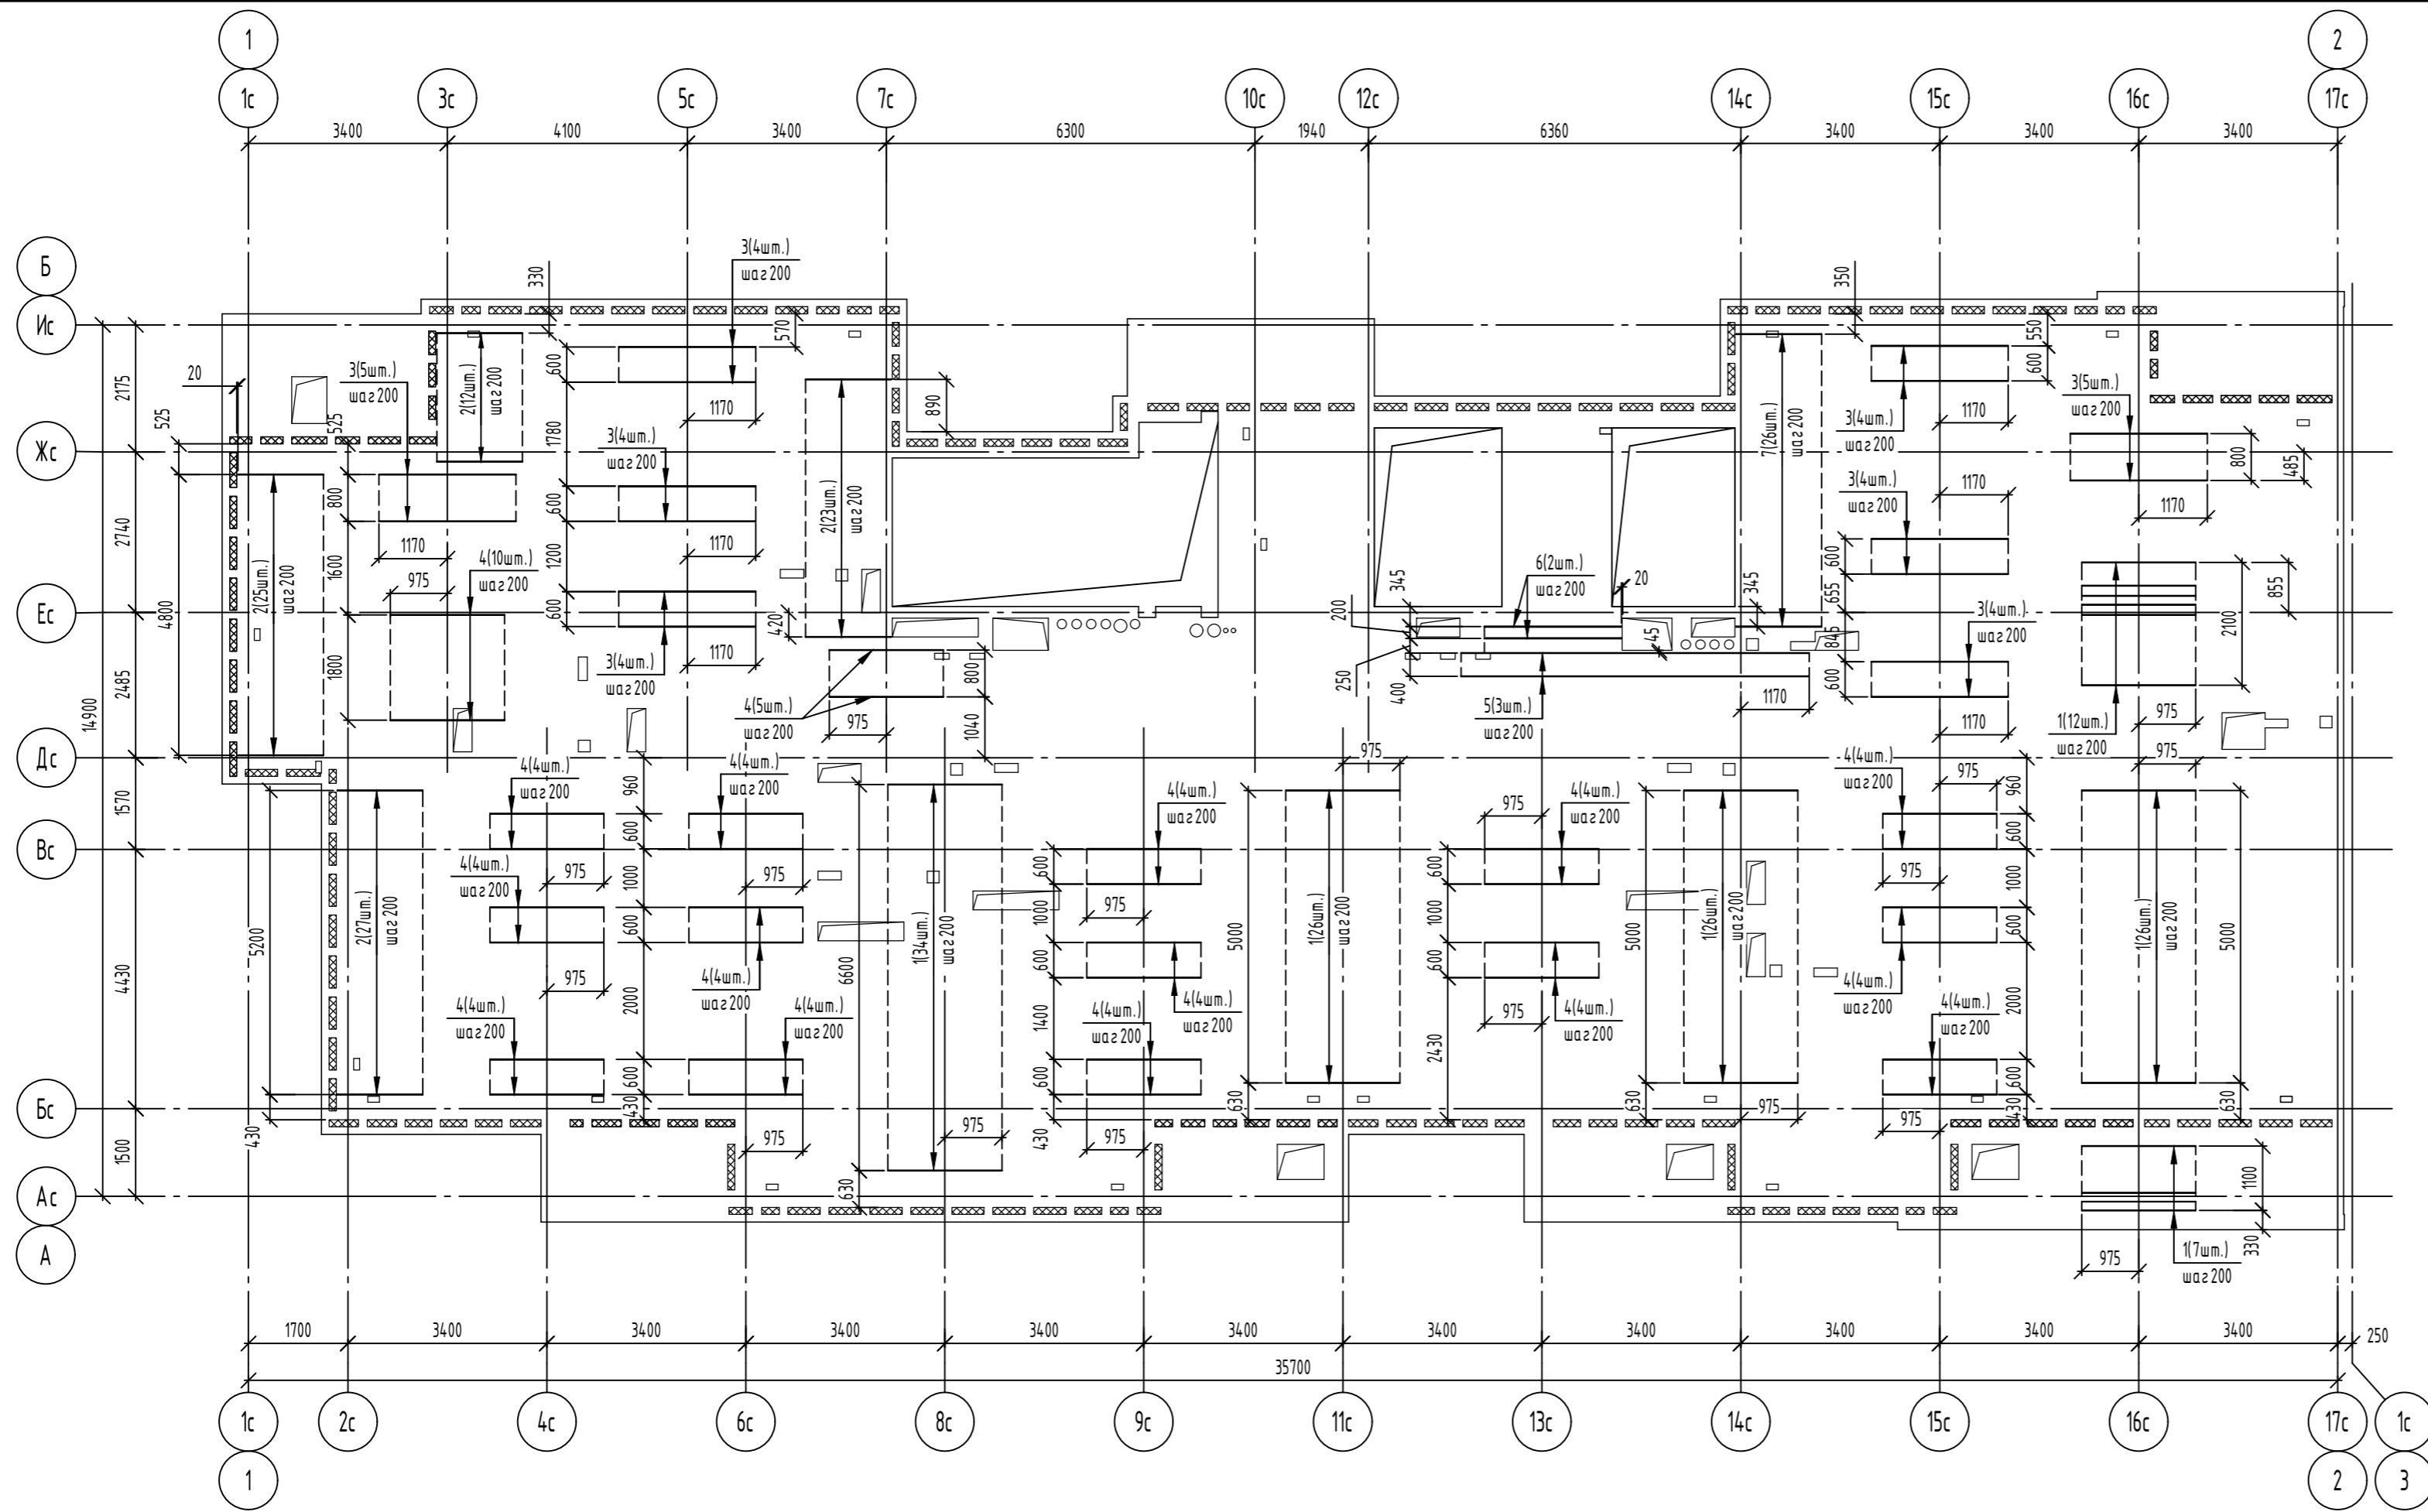 1 2
1с 3с 5с 7с 10с 12с 14с 15с 16с 17с
3400 4100 3400 6300 1940 6360 3400 3400 3400
Б
Ис
Жс
Ес
Дс
Вс
Бс
Ас
А
2175
2740
2485
1570
4430
1500
14900
525
4800
5200
430
20
2(25шт.)
шаг 200
525
800
1600
1800
3(5шт.)
шаг 200
1170
2(12шт.)
шаг 200
330
4(10шт.)
шаг 200
975
600
1780
600
1200
600
3(4шт.)
шаг 200
570
1170
3(4шт.)
шаг 200
1170
3(4шт.)
шаг 200
1170
2(23шт.)
шаг 200
890
420
4(5шт.)
шаг 200
975
800
1040
345
200
250
400
6(2шт.)
шаг 200
20
45
5(3шт.)
шаг 200
1170
345
7(26шт.)
шаг 200
350
550
600
3(4шт.)
шаг 200
1170
3(4шт.)
шаг 200
1170
600
655
845
600
3(4шт.)
шаг 200
1170
3(5шт.)
шаг 200
800
485
1170
855
2100
1(12шт.)
шаг 200
975
2(27шт.)
шаг 200
4(4шт.)
шаг 200
975
4(4шт.)
шаг 200
975
4(4шт.)
шаг 200
960
600
1000
600
2000
600
430
4(4шт.)
шаг 200
975
4(4шт.)
шаг 200
4(4шт.)
шаг 200
975
6600
630
1(34шт.)
шаг 200
975
600
1000
600
1400
600
430
4(4шт.)
шаг 200
975
4(4шт.)
шаг 200
4(4шт.)
шаг 200
975
975
5000
630
1(26шт.)
шаг 200
600
1000
600
2430
975
4(4шт.)
шаг 200
975
4(4шт.)
шаг 200
5000
630
1(26шт.)
шаг 200
975
4(4шт.)
шаг 200
975
975
4(4шт.)
шаг 200
4(4шт.)
шаг 200
975
960
600
1000
600
2000
600
430
975
1(26шт.)
шаг 200
5000
630
1100
330
975
1(7шт.)
шаг 200
1700 3400 3400 3400 3400 3400 3400 3400 3400 3400 3400 250
35700
1с 2с 4с 6с 8с 9с 11с 13с 14с 15с 16с 17с 1с
1 2 3